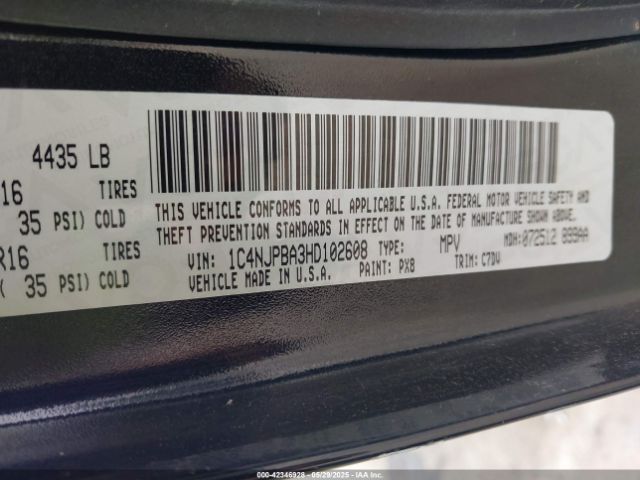 4435 LB
16 TIRES
35 PSI) COLD
R16 TIRES
( 35 PSI) COLD
THIS VEHICLE CONFORMS TO ALL APPLICABLE U.S.A. FEDERAL MOTOR VEHICLE SAFETY AND
THEFT PREVENTION STANDARDS IN EFFECT ON THE DATE OF MANUFACTURE SHOWN ABOVE.
VIN: 1C4NJPBA3HD102608 TYPE: MPV MDH: 072512 899AA
VEHICLE MADE IN U.S.A. PAINT: PX8 TRIM: C7DV
000-42346928 - 05/29/2025 - IAAI.COM